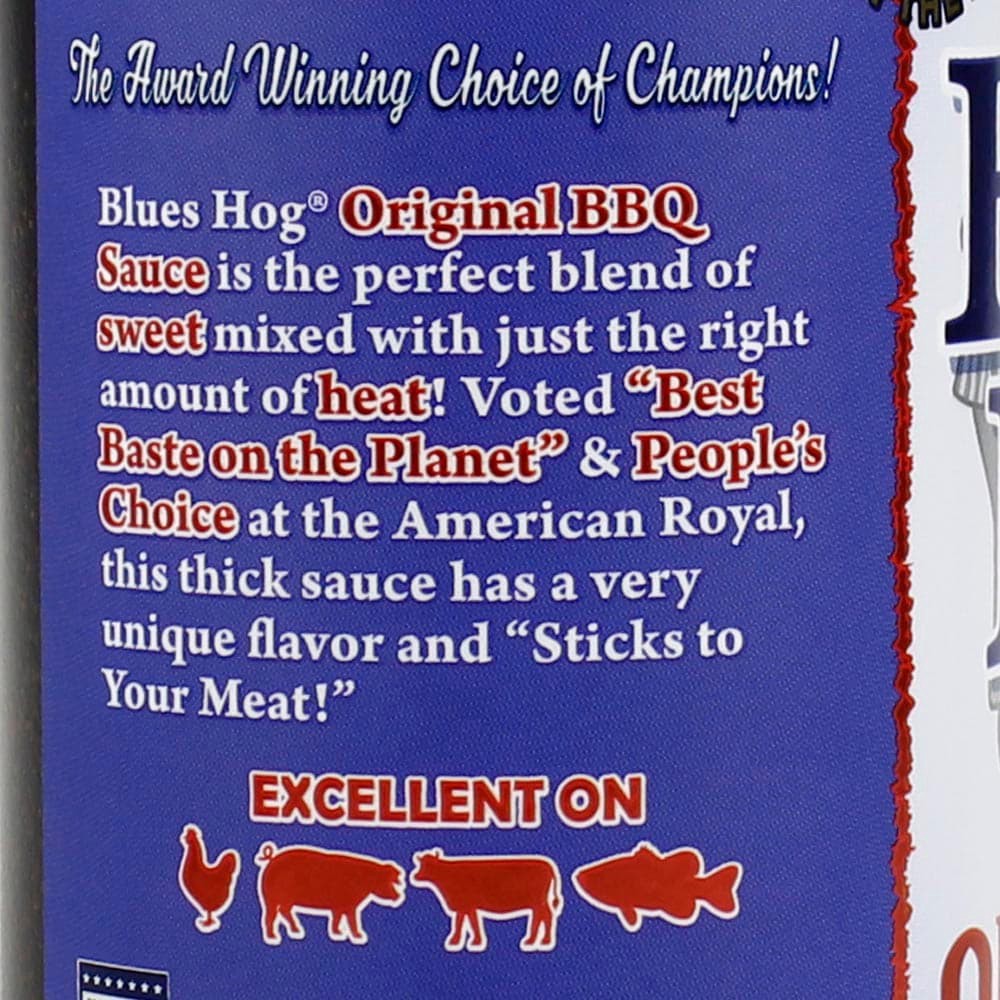 The Award Winning Choice of Champions!
Blues Hog® Original BBQ
Sauce is the perfect blend of
sweet mixed with just the right
amount of heat! Voted “Best
Baste on the Planet” & People’s
Choice at the American Royal,
this thick sauce has a very
unique flavor and “Sticks to
Your Meat!”
EXCELLENT ON